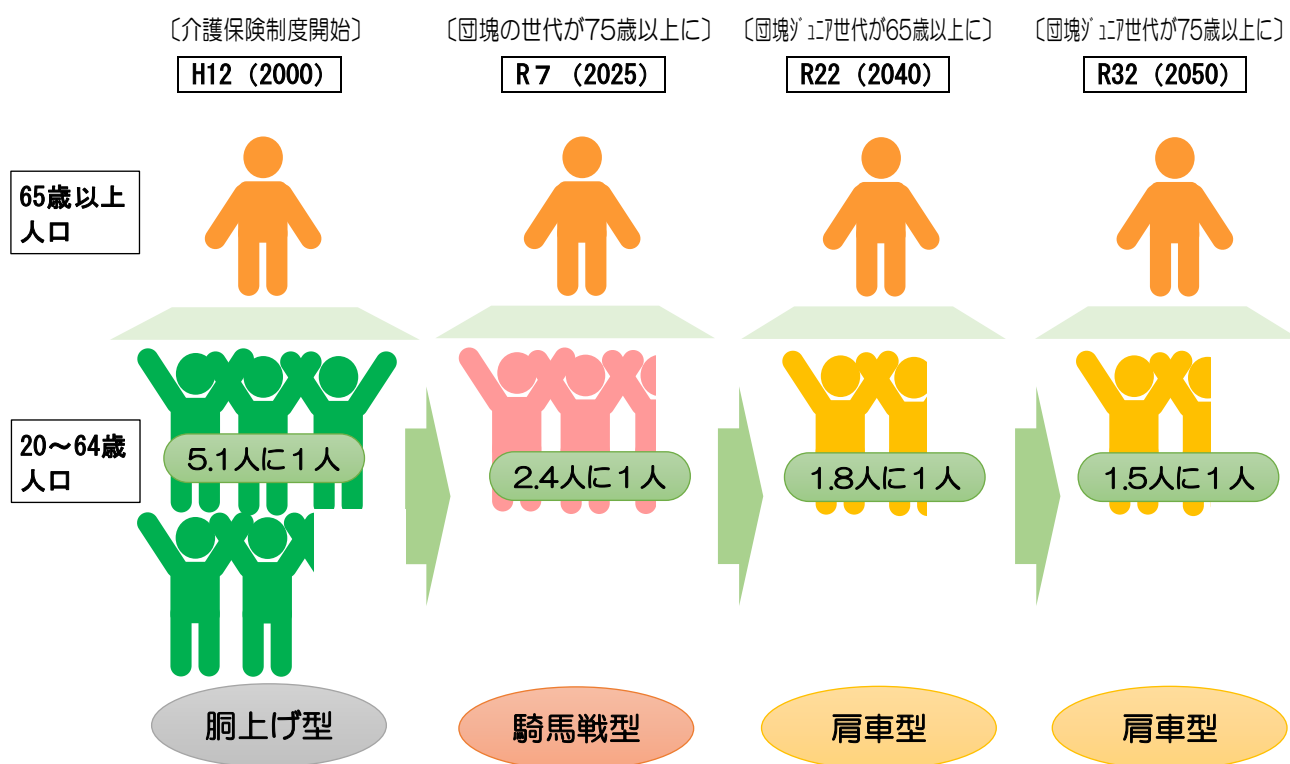 〔介護保険制度開始〕
〔団塊の世代が75歳以上に〕
〔団塊ｼﾞｭﾆｱ世代が65歳以上に〕
〔団塊ｼﾞｭﾆｱ世代が75歳以上に〕
H12（2000）
R７（2025）
R22（2040）
R32（2050）
65歳以上
人口
20～64歳
人口
5.1人に１人
2.4人に１人
1.8人に１人
1.5人に１人
胴上げ型
騎馬戦型
肩車型
肩車型